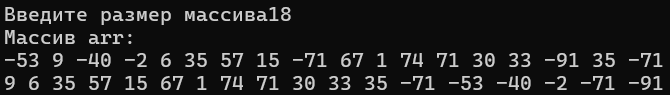 Введите размер массива18
Массив arr:
-53 9 -40 -2 6 35 57 15 -71 67 1 74 71 30 33 -91 35 -71
9 6 35 57 15 67 1 74 71 30 33 35 -71 -53 -40 -2 -71 -91